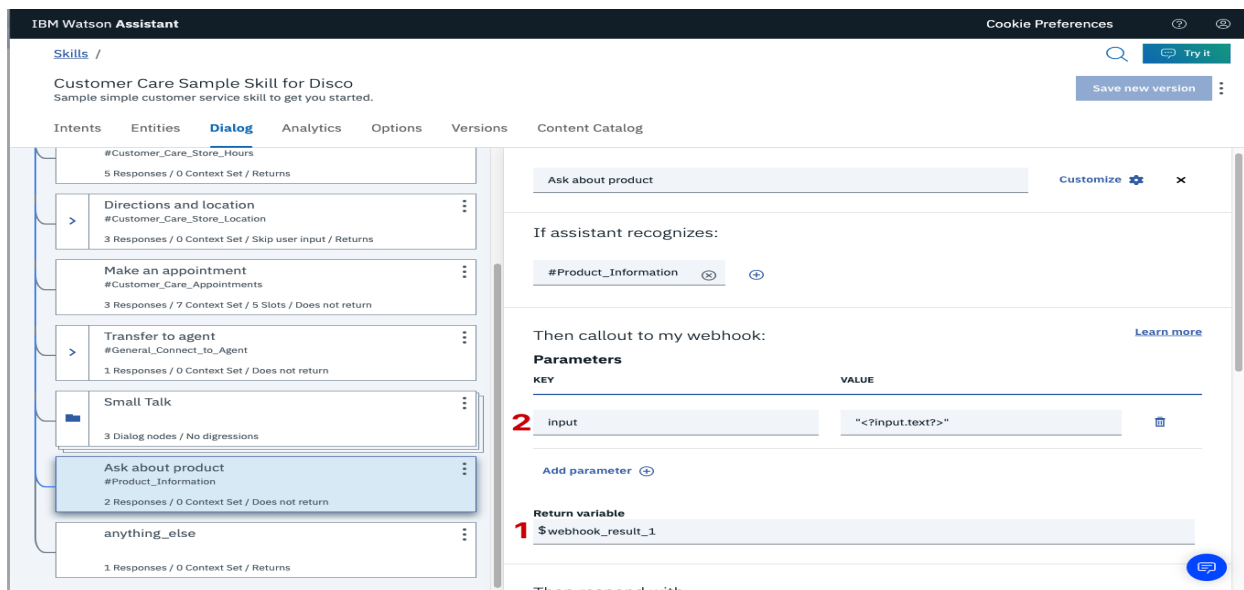 IBM Watson Assistant
Cookie Preferences
Skills /
Try it
Customer Care Sample Skill for Disco
Sample simple customer service skill to get you started.
Save new version
Intents Entities Dialog Analytics Options Versions Content Catalog
#Customer_Care_Store_Hours
5 Responses / 0 Context Set / Returns
Directions and location
#Customer_Care_Store_Location
3 Responses / 0 Context Set / Skip user input / Returns
Make an appointment
#Customer_Care_Appointments
3 Responses / 7 Context Set / 5 Slots / Does not return
Transfer to agent
#General_Connect_to_Agent
1 Responses / 0 Context Set / Does not return
Small Talk
3 Dialog nodes / No digressions
Ask about product
#Product_Information
2 Responses / 0 Context Set / Does not return
anything_else
1 Responses / 0 Context Set / Returns
Ask about product
Customize
If assistant recognizes:
#Product_Information
Then callout to my webhook:
Learn more
Parameters
KEY VALUE
2 input "<?input.text?>"
Add parameter
Return variable
1 $webhook_result_1
Then respond with